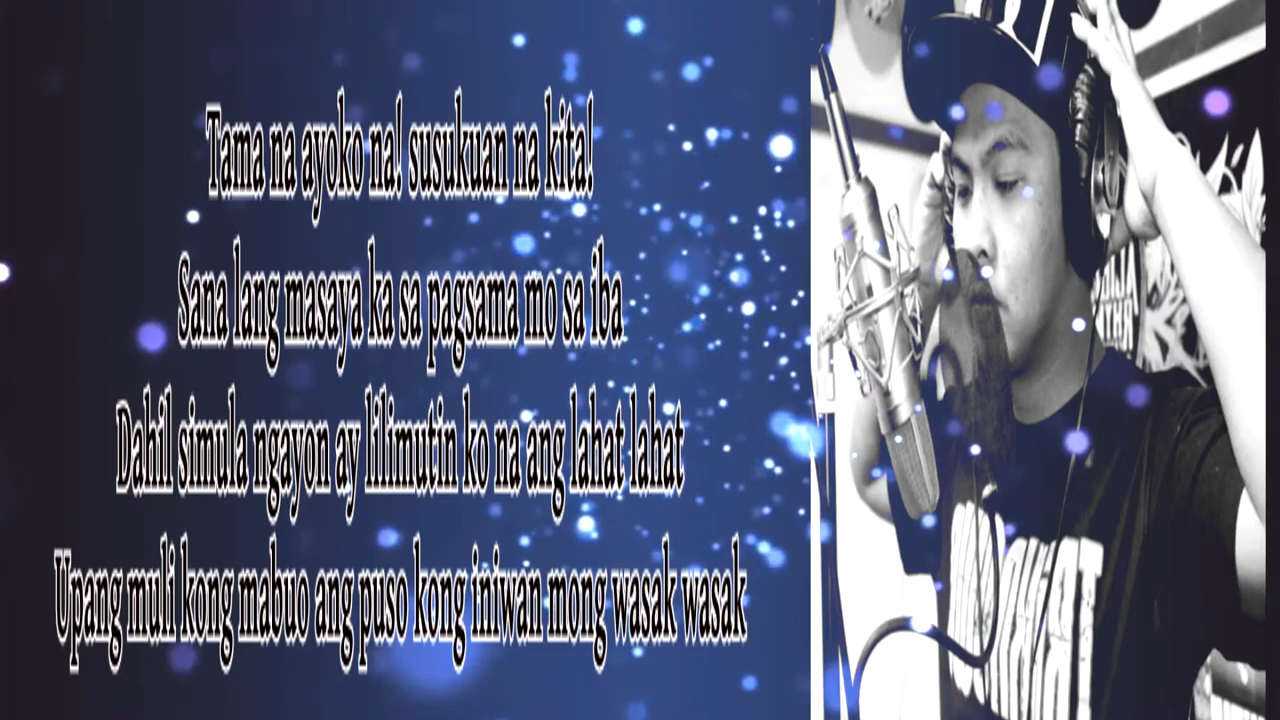 Tama na ayoko na! susukuan na kita!
Sana lang masaya ka sa pagsama mo sa iba
Dahil simula ngayon ay lilimutin ko na ang lahat lahat
Upang muli kong mabuo ang puso kong iniwan mong wasak wasak